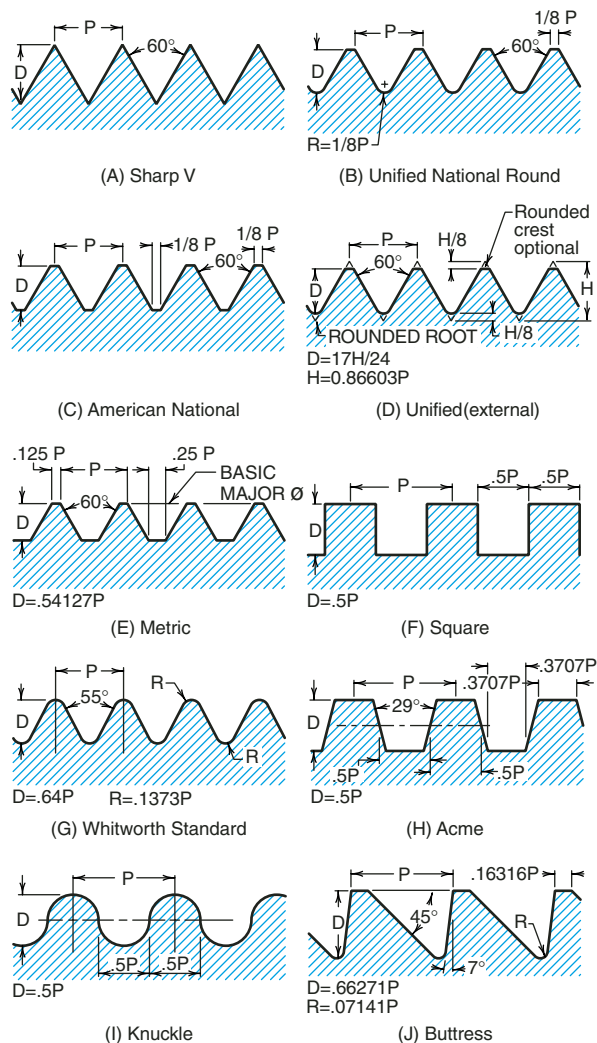 P
60°
D
(A) Sharp V
1/8 P
P
60°
D
+
R=1/8P
(B) Unified National Round
1/8 P
P
1/8 P
60°
D
(C) American National
Rounded
crest
optional
H/8
P
60°
D
H
ROUNDED ROOT
H/8
D=17H/24
H=0.86603P
(D) Unified(external)
.125 P
P
.25 P
BASIC
MAJOR Ø
60°
D
D=.54127P
(E) Metric
.5P
.5P
P
D
D=.5P
(F) Square
P
R
55°
D
R
D=.64P
R=.1373P
(G) Whitworth Standard
P
.3707P
.3707P
29°
D
.5P
.5P
D=.5P
(H) Acme
P
D
.5P
.5P
D=.5P
(I) Knuckle
P
.16316P
D
45°
R
7°
D=.66271P
R=.07141P
(J) Buttress